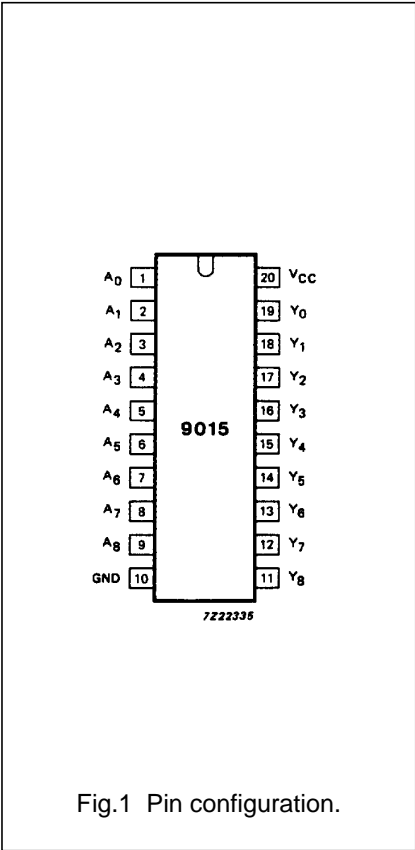 A0 1 20 VCC
A1 2 19 Y0
A2 3 18 Y1
A3 4 17 Y2
A4 5 16 Y3
9015
A5 6 15 Y4
A6 7 14 Y5
A7 8 13 Y6
A8 9 12 Y7
GND 10 11 Y8
7Z22335
Fig.1 Pin configuration.